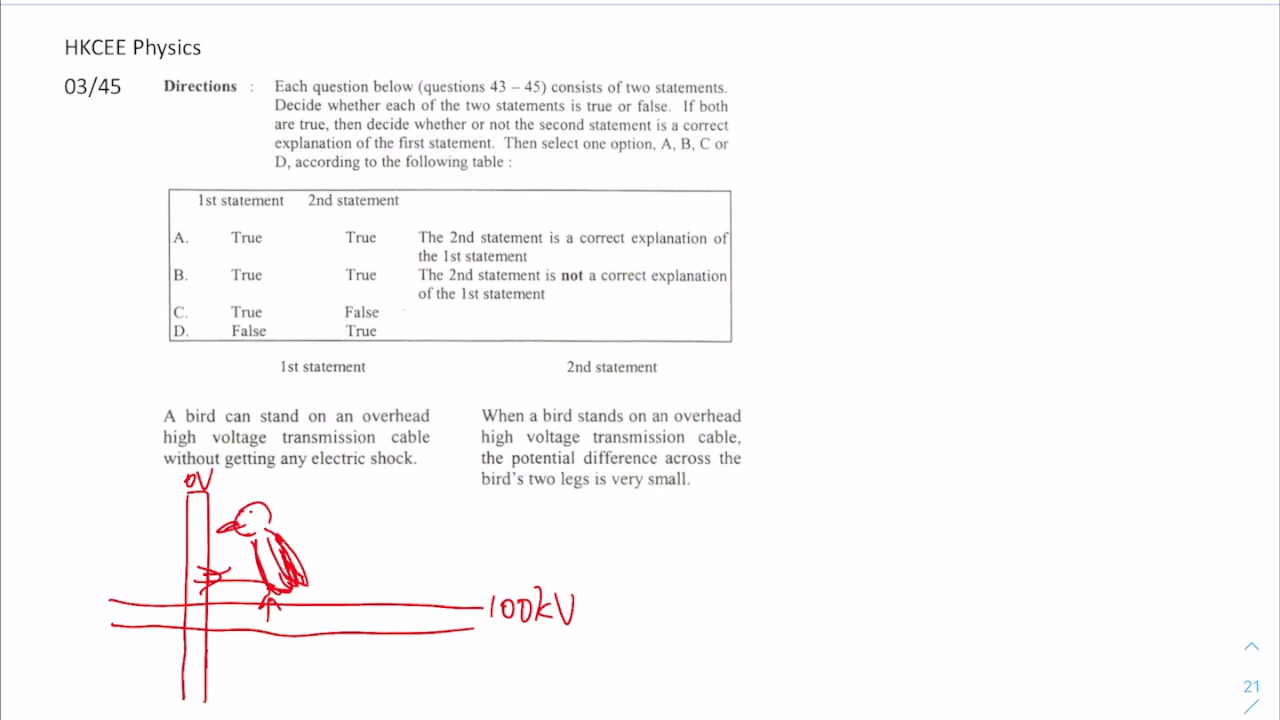 HKCEE Physics
03/45
Directions : Each question below (questions 43 – 45) consists of two statements.
Decide whether each of the two statements is true or false. If both
are true, then decide whether or not the second statement is a correct
explanation of the first statement. Then select one option, A, B, C or
D, according to the following table :
1st statement 2nd statement
A. True True The 2nd statement is a correct explanation of
the 1st statement
B. True True The 2nd statement is not a correct explanation
of the 1st statement
C. True False
D. False True
1st statement 2nd statement
A bird can stand on an overhead
high voltage transmission cable
without getting any electric shock.
When a bird stands on an overhead
high voltage transmission cable,
the potential difference across the
bird's two legs is very small.
0V
100kV
21